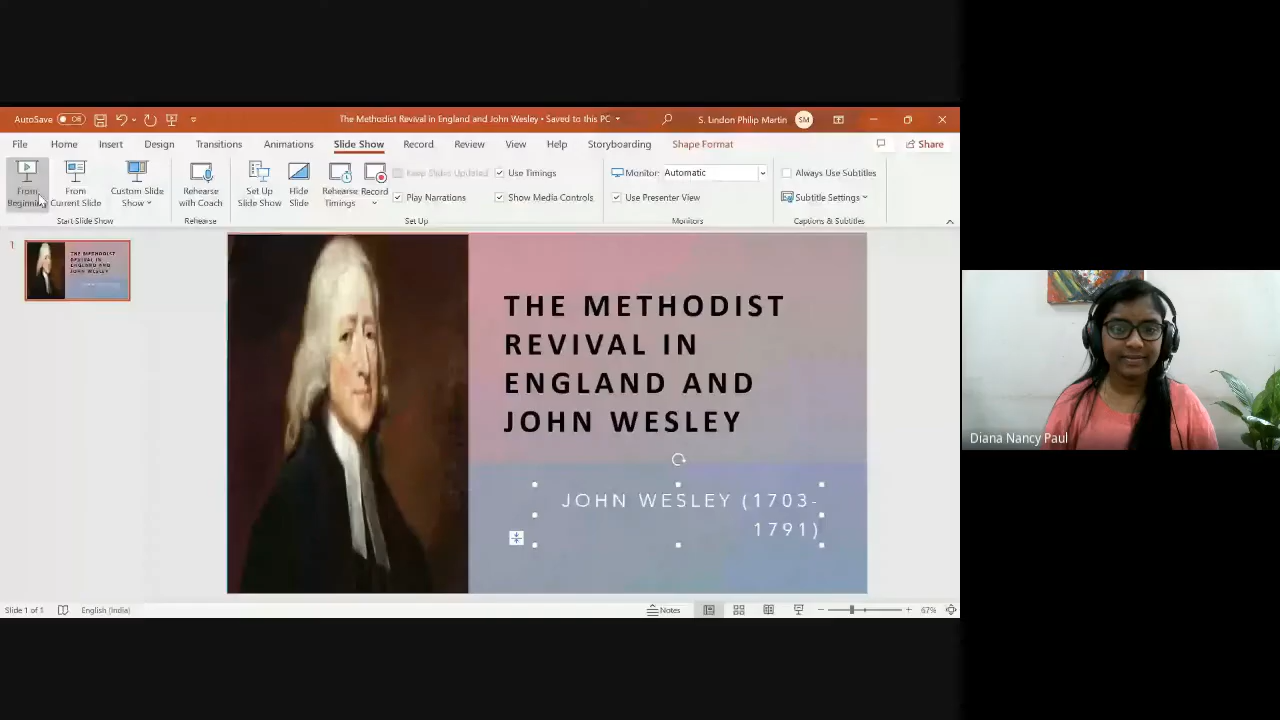 AutoSave Off
The Methodist Revival in England and John Wesley • Saved to this PC
S. Lindon Philip Martin SM
File Home Insert Design Transitions Animations Slide Show Record Review View Help Storyboarding Shape Format Share
From Beginning
From Current Slide
Custom Slide Show
Rehearse with Coach
Set Up Slide Show
Hide Slide
Rehearse Timings
Record
Keep Slides Updated
Play Narrations
Use Timings
Show Media Controls
Monitor: Automatic
Use Presenter View
Always Use Subtitles
Subtitle Settings
Start Slide Show Rehearse Set Up Monitors Captions & Subtitles
1
THE METHODIST
REVIVAL IN
ENGLAND AND
JOHN WESLEY
THE METHODIST
REVIVAL IN
ENGLAND AND
JOHN WESLEY
JOHN WESLEY (1703-
1791)
Diana Nancy Paul
Slide 1 of 1 English (India) Notes 67%